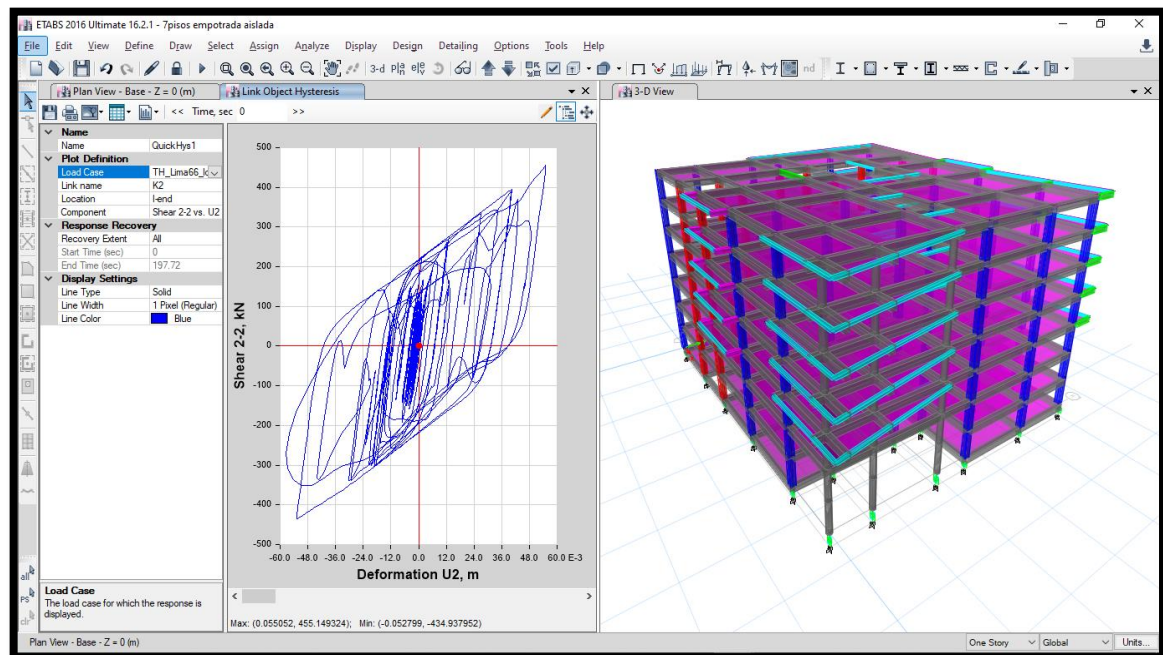 ETABS 2016 Ultimate 16.2.1 - 7pisos empotrada aislada
File Edit View Define Draw Select Assign Analyze Display Design Detailing Options Tools Help
3-d
nd
Plan View - Base - Z = 0 (m)
Link Object Hysteresis
3-D View
<< Time, sec 0 >>
Name
Name QuickHys1
Plot Definition
Load Case
Link name K2
Location I-end
Component Shear 2-2 vs. U2
Response Recovery
Recovery Extent All
Start Time (sec) 0
End Time (sec) 197.72
Display Settings
Line Type Solid
Line Width 1 Pixel (Regular)
Line Color Blue
500
400
300
200
100
0
-100
-200
-300
-400
-500
Shear 2-2, kN
-60.0 -48.0 -36.0 -24.0 -12.0 0.0 12.0 24.0 36.0 48.0 60.0 E-3
Deformation U2, m
Max: (0.055052, 455.149324); Min: (-0.052799, -434.937952)
all
PS
clr
Load Case
The load case for which the response is
displayed.
Plan View - Base - Z = 0 (m)
One Story Global Units...